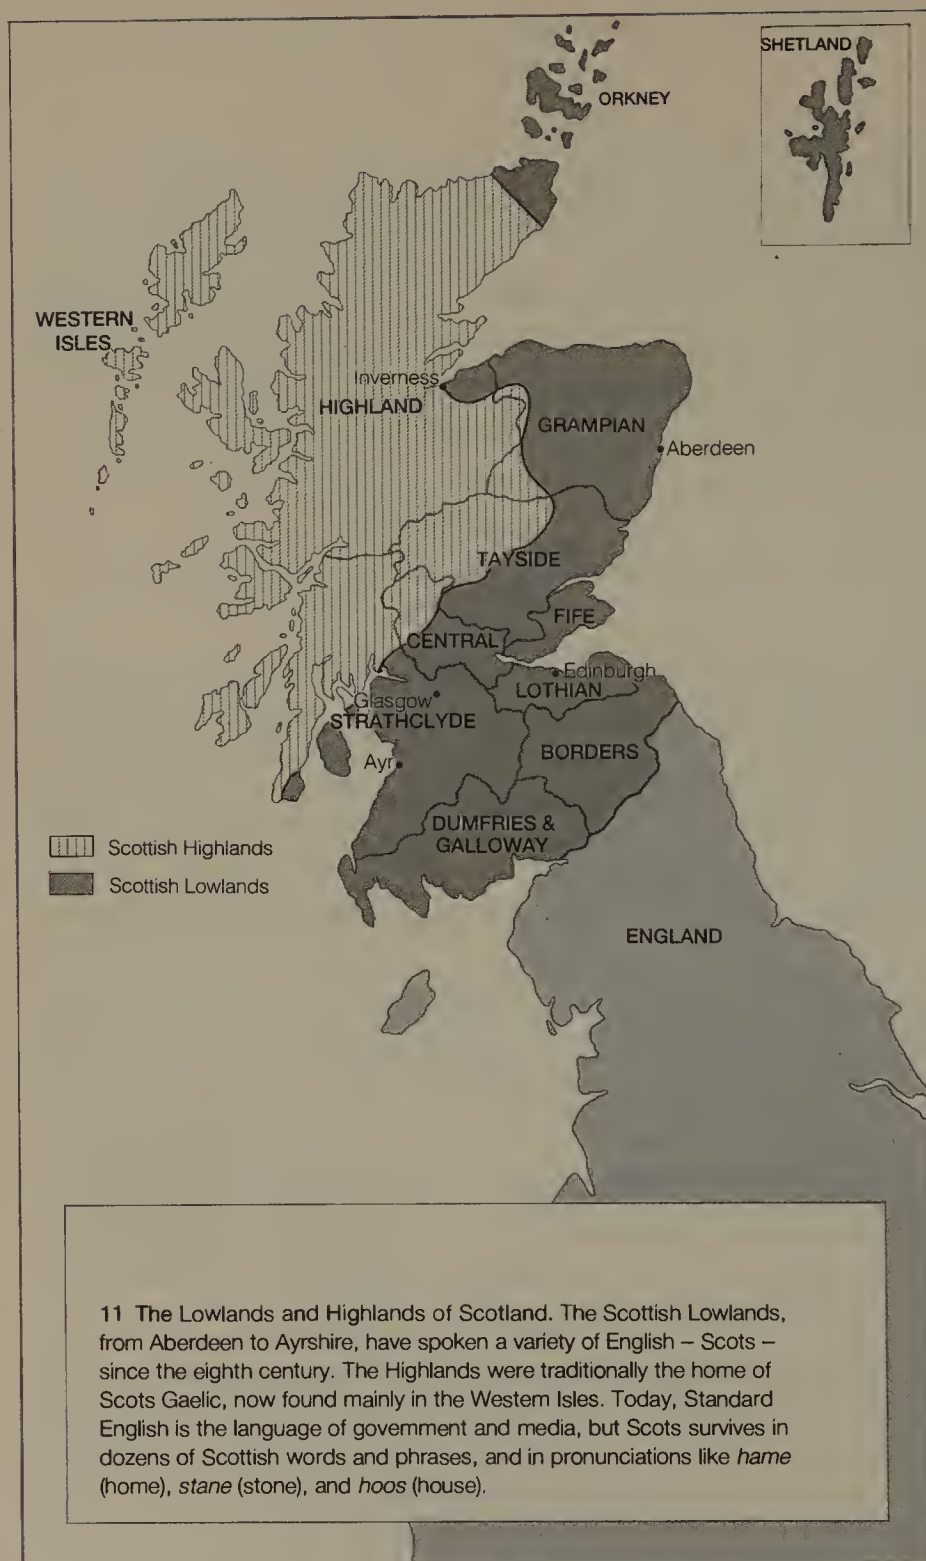 SHETLAND
ORKNEY
WESTERN
ISLES
Inverness
HIGHLAND
GRAMPIAN
Aberdeen
TAYSIDE
FIFE
CENTRAL
Edinburgh
LOTHIAN
Glasgow
STRATHCLYDE
BORDERS
Ayr
DUMFRIES &
GALLOWAY
Scottish Highlands
Scottish Lowlands
ENGLAND
11 The Lowlands and Highlands of Scotland. The Scottish Lowlands,
from Aberdeen to Ayrshire, have spoken a variety of English – Scots –
since the eighth century. The Highlands were traditionally the home of
Scots Gaelic, now found mainly in the Western Isles. Today, Standard
English is the language of government and media, but Scots survives in
dozens of Scottish words and phrases, and in pronunciations like hame
(home), stane (stone), and hoos (house).